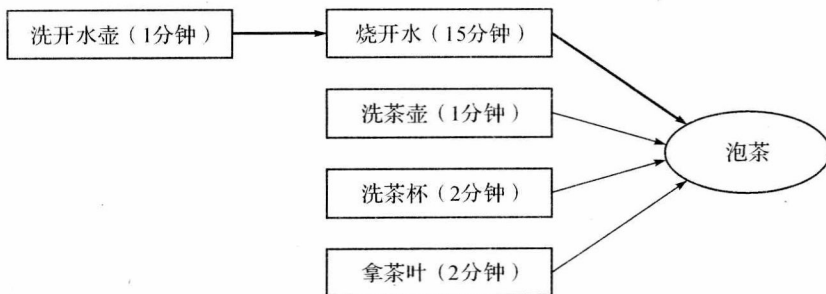 洗开水壶（1分钟）
烧开水（15分钟）
洗茶壶（1分钟）
洗茶杯（2分钟）
拿茶叶（2分钟）
泡茶